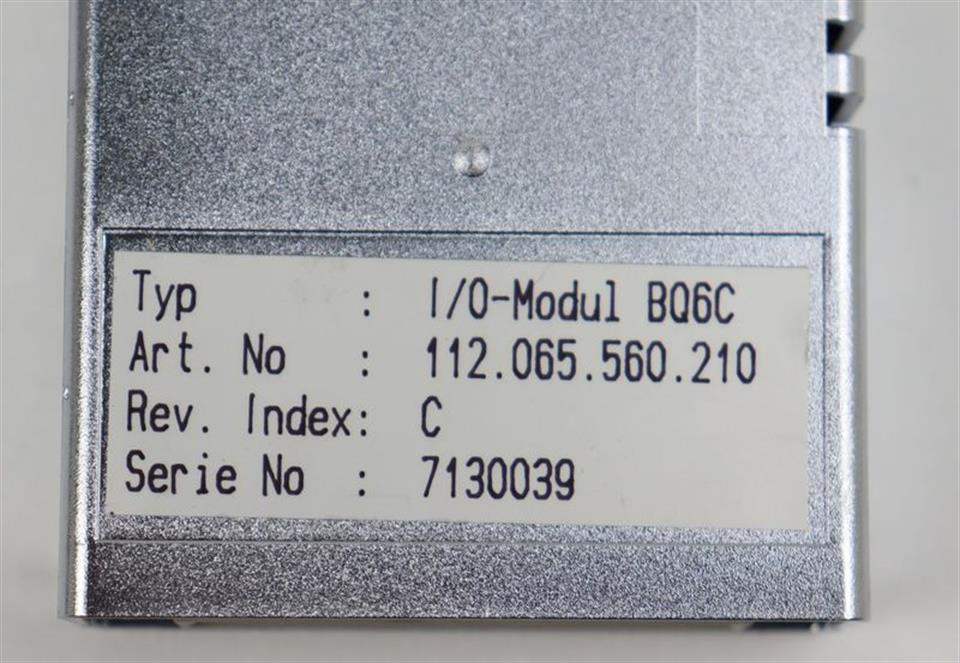 Typ : I/O-Modul BQ6C
Art. No : 112.065.560.210
Rev. Index: C
Serie No : 7130039